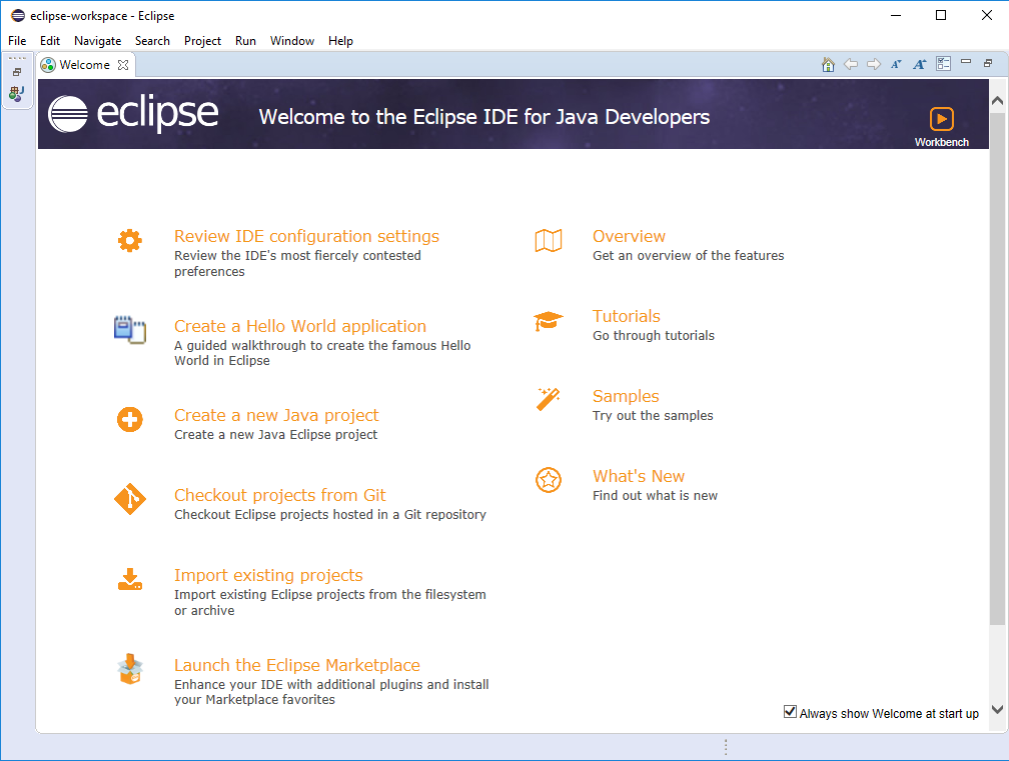 eclipse-workspace - Eclipse
File Edit Navigate Search Project Run Window Help
Welcome
eclipse
Welcome to the Eclipse IDE for Java Developers
Workbench
Review IDE configuration settings
Review the IDE's most fiercely contested
preferences
Create a Hello World application
A guided walkthrough to create the famous Hello
World in Eclipse
Create a new Java project
Create a new Java Eclipse project
Checkout projects from Git
Checkout Eclipse projects hosted in a Git repository
Import existing projects
Import existing Eclipse projects from the filesystem
or archive
Launch the Eclipse Marketplace
Enhance your IDE with additional plugins and install
your Marketplace favorites
Overview
Get an overview of the features
Tutorials
Go through tutorials
Samples
Try out the samples
What's New
Find out what is new
Always show Welcome at start up